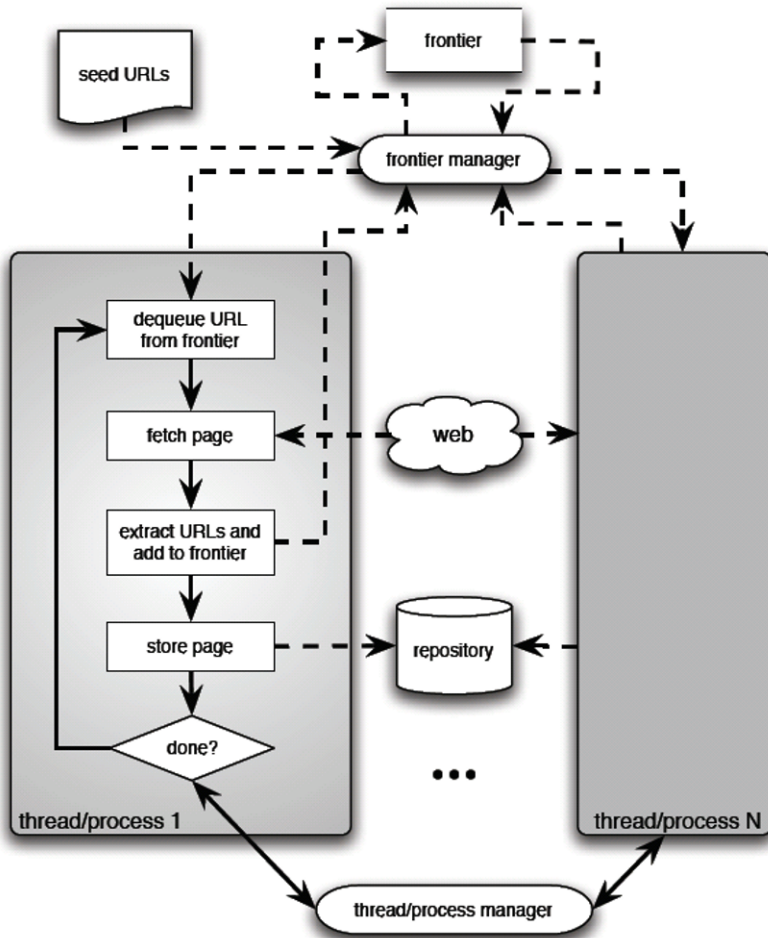 frontier
seed URLs
frontier manager
dequeue URL
from frontier
fetch page
web
extract URLs and
add to frontier
store page
repository
done?
...
thread/process 1
thread/process N
thread/process manager